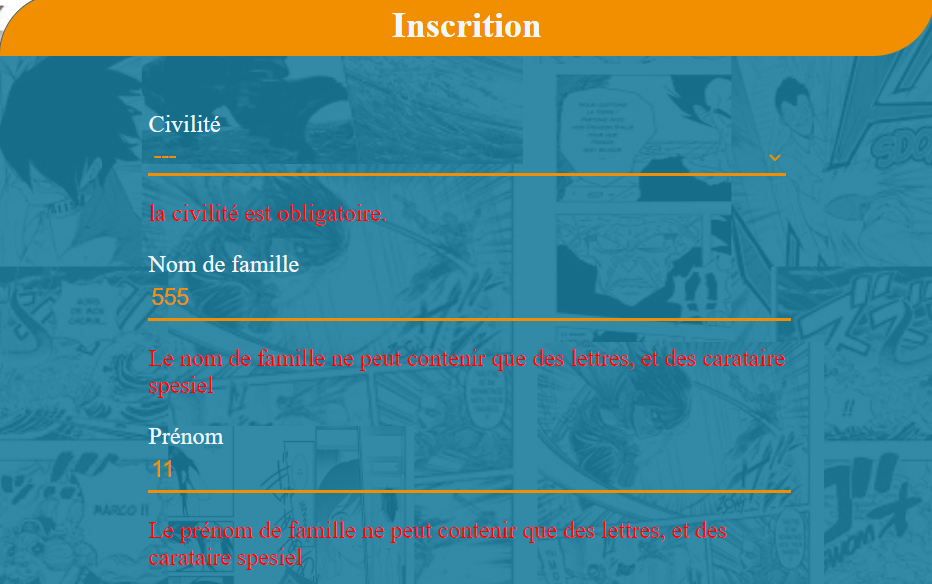 Inscrition
Civilité
---
la civilité est obligatoire.
Nom de famille
555
Le nom de famille ne peut contenir que des lettres, et des carataire
spesiel
Prénom
11
Le prénom de famille ne peut contenir que des lettres, et des
carataire spesiel
MARCO !!